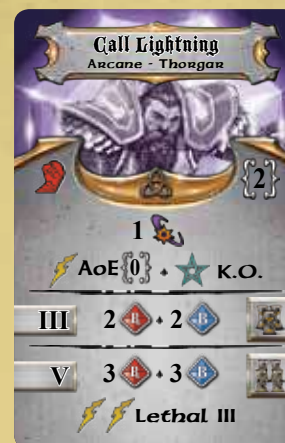 Call Lightning
Arcane - Thorgar
{2}
1
AoE {0} K.O.
III 2 B 2 B
V 3 B 3 B
Lethal III